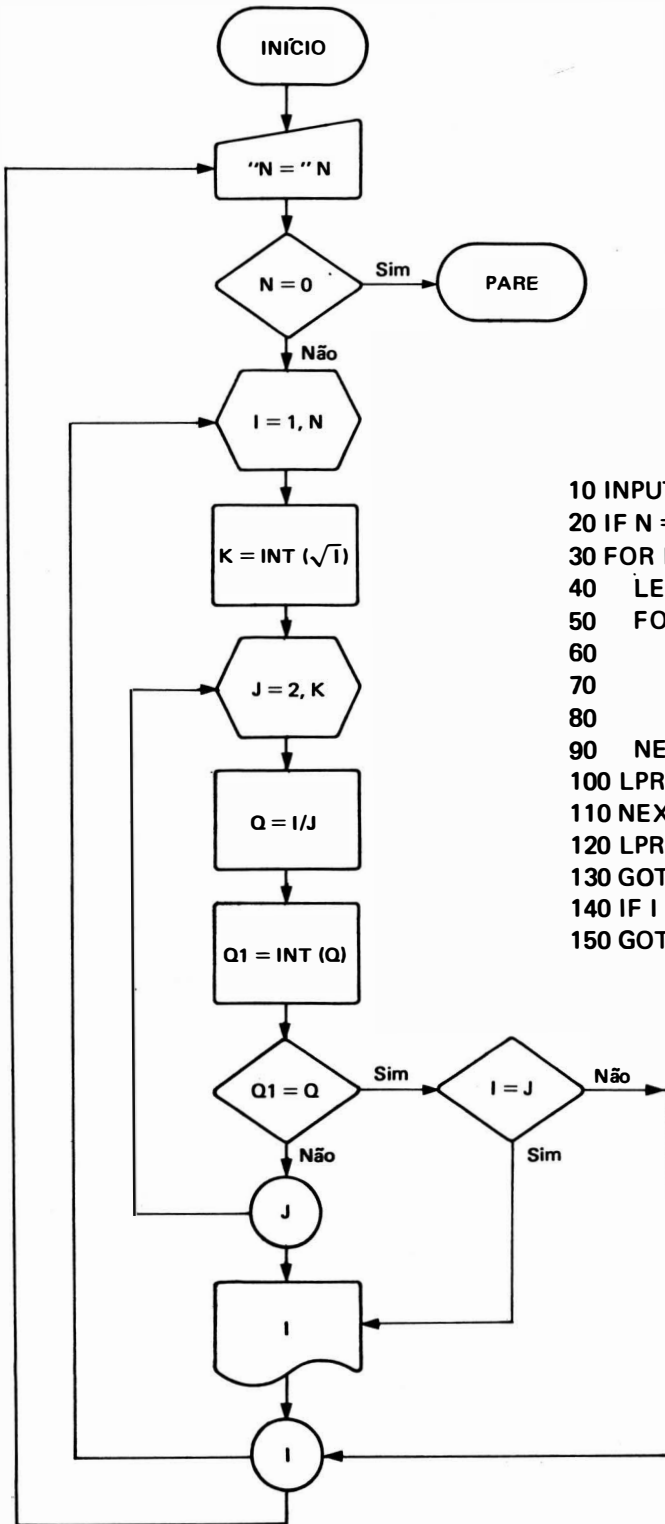 INÍCIO
"N = " N
N = 0
Sim
PARE
Não
I = 1, N
K = INT (√I)
J = 2, K
Q = I/J
Q1 = INT (Q)
Q1 = Q
Sim
I = J
Não
Não
Sim
J
I
I
10 INPUT
20 IF N =
30 FOR
40 LE
50 FO
60
70
80
90 NE
100 LPR
110 NEX
120 LPR
130 GOT
140 IF I
150 GOT